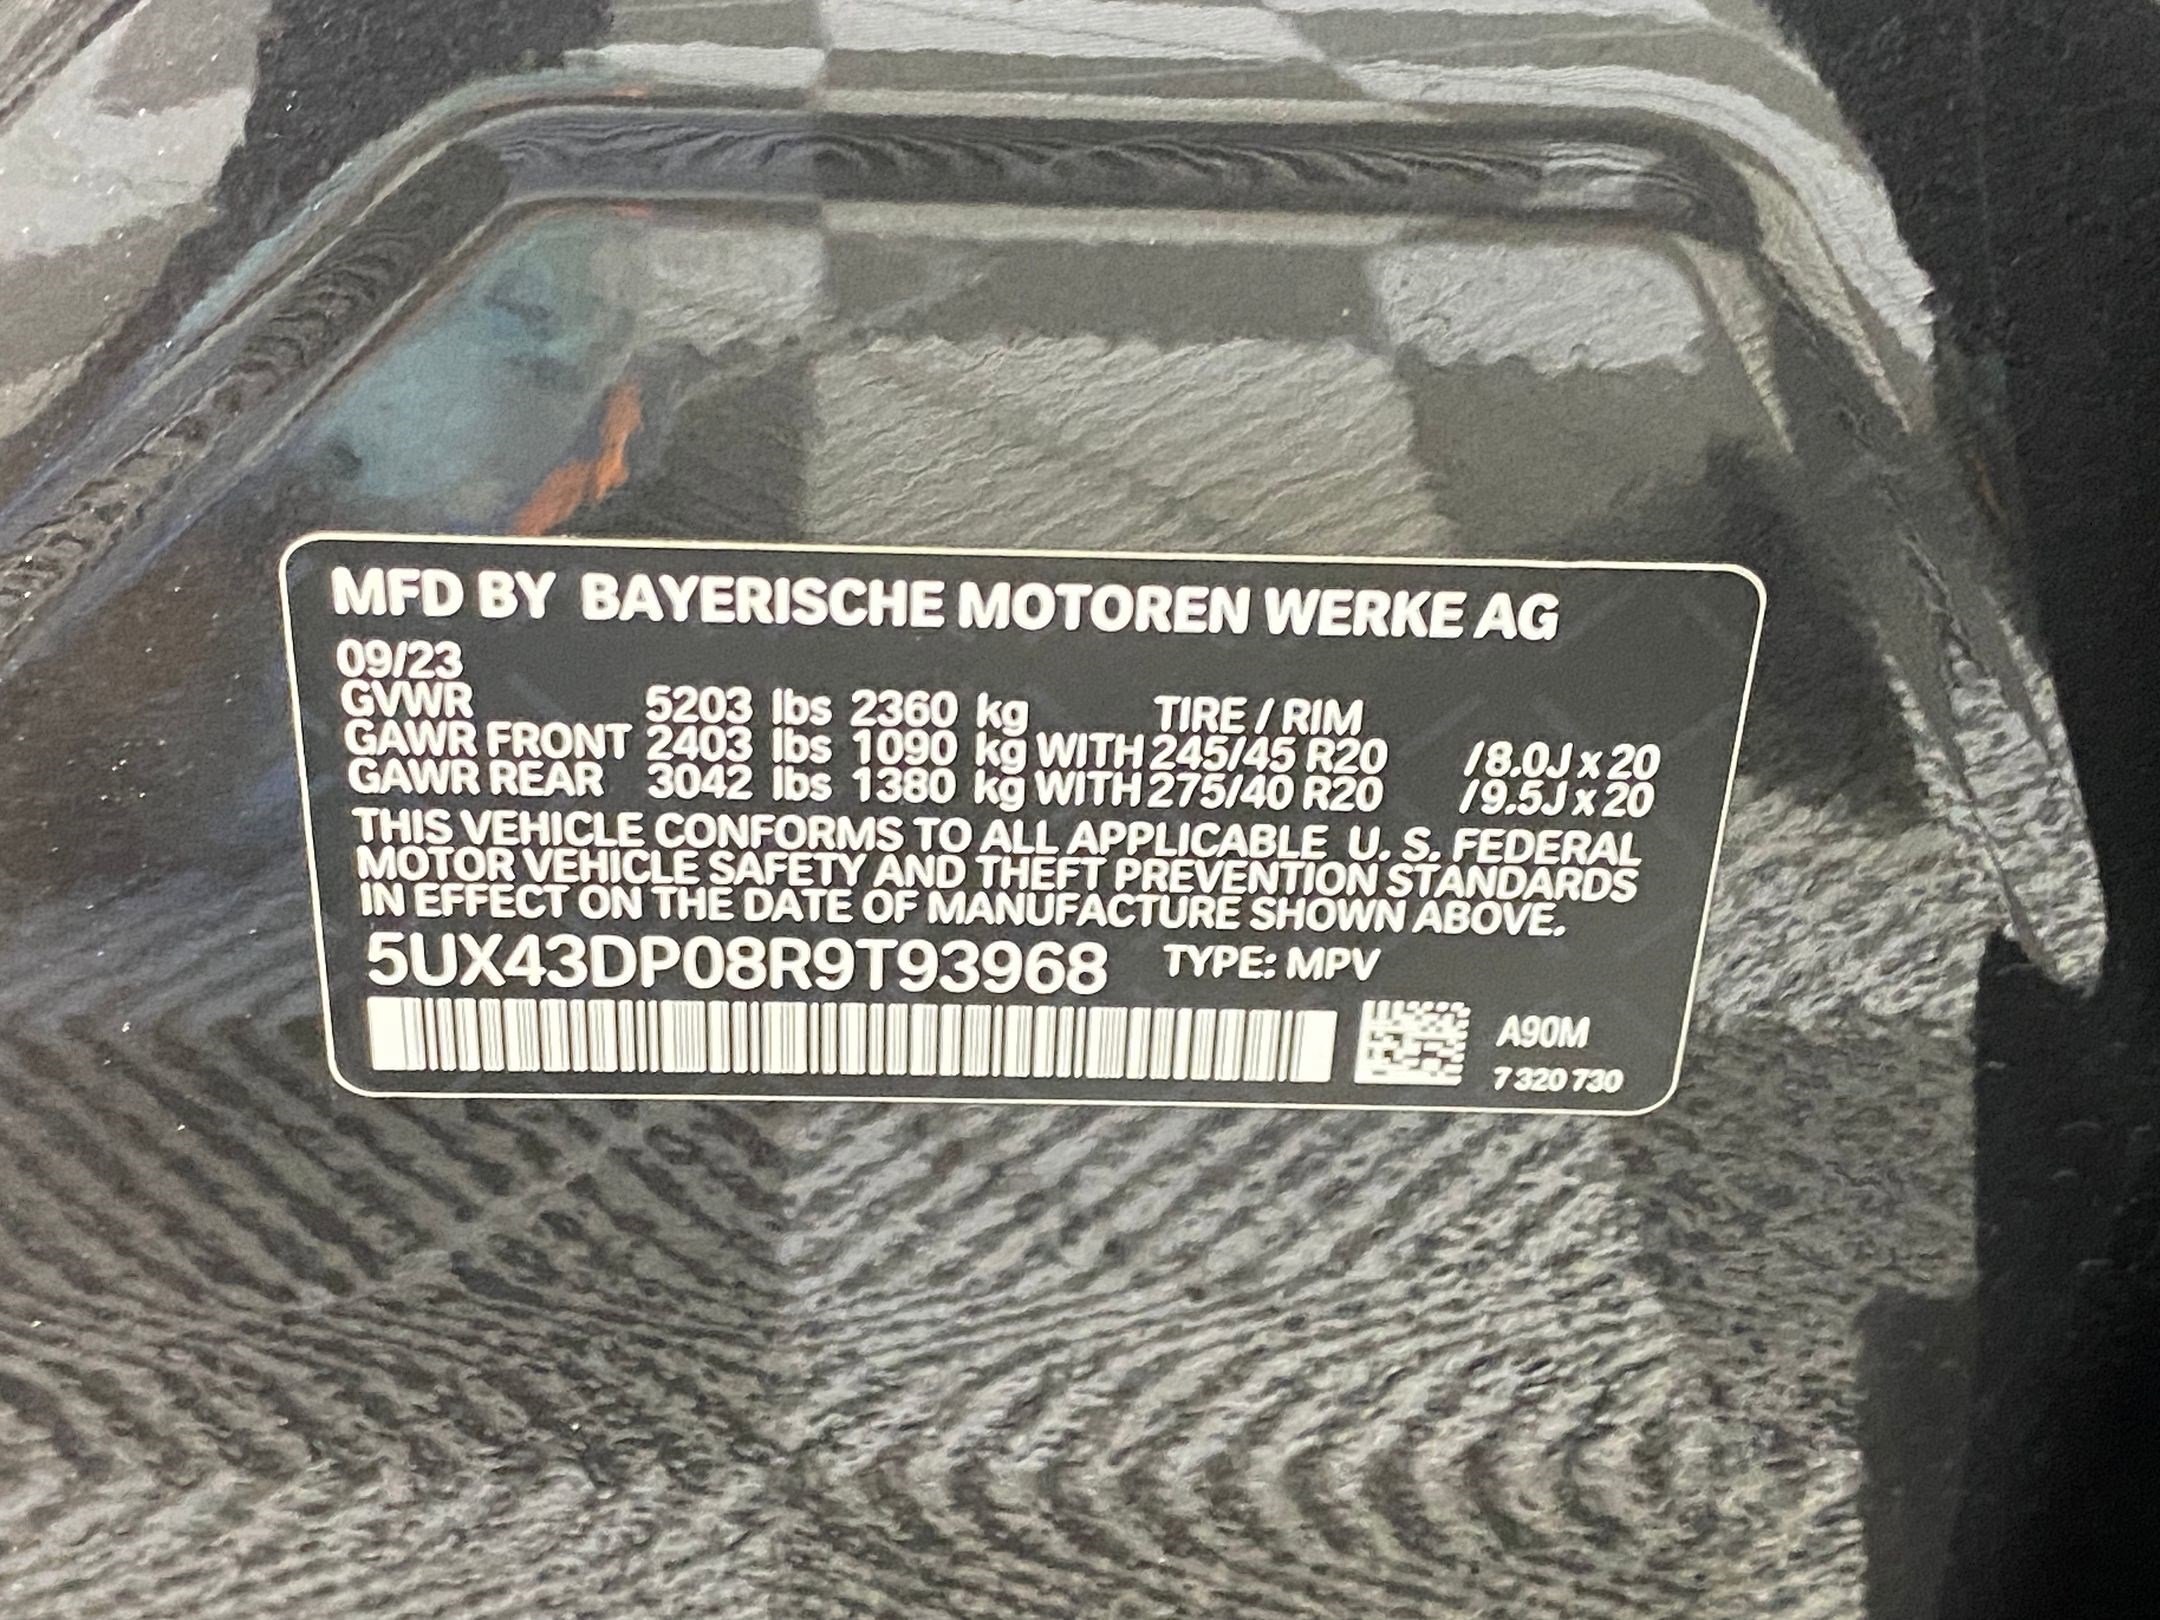 MFD BY BAYERISCHE MOTOREN WERKE AG
09/23
GVWR 5203 lbs 2360 kg TIRE / RIM
GAWR FRONT 2403 lbs 1090 kg WITH 245/45 R20 /8.0J x 20
GAWR REAR 3042 lbs 1380 kg WITH 275/40 R20 /9.5J x 20
THIS VEHICLE CONFORMS TO ALL APPLICABLE U. S. FEDERAL
MOTOR VEHICLE SAFETY AND THEFT PREVENTION STANDARDS
IN EFFECT ON THE DATE OF MANUFACTURE SHOWN ABOVE.
5UX43DP08R9T93968 TYPE: MPV
A90M
7 320 730